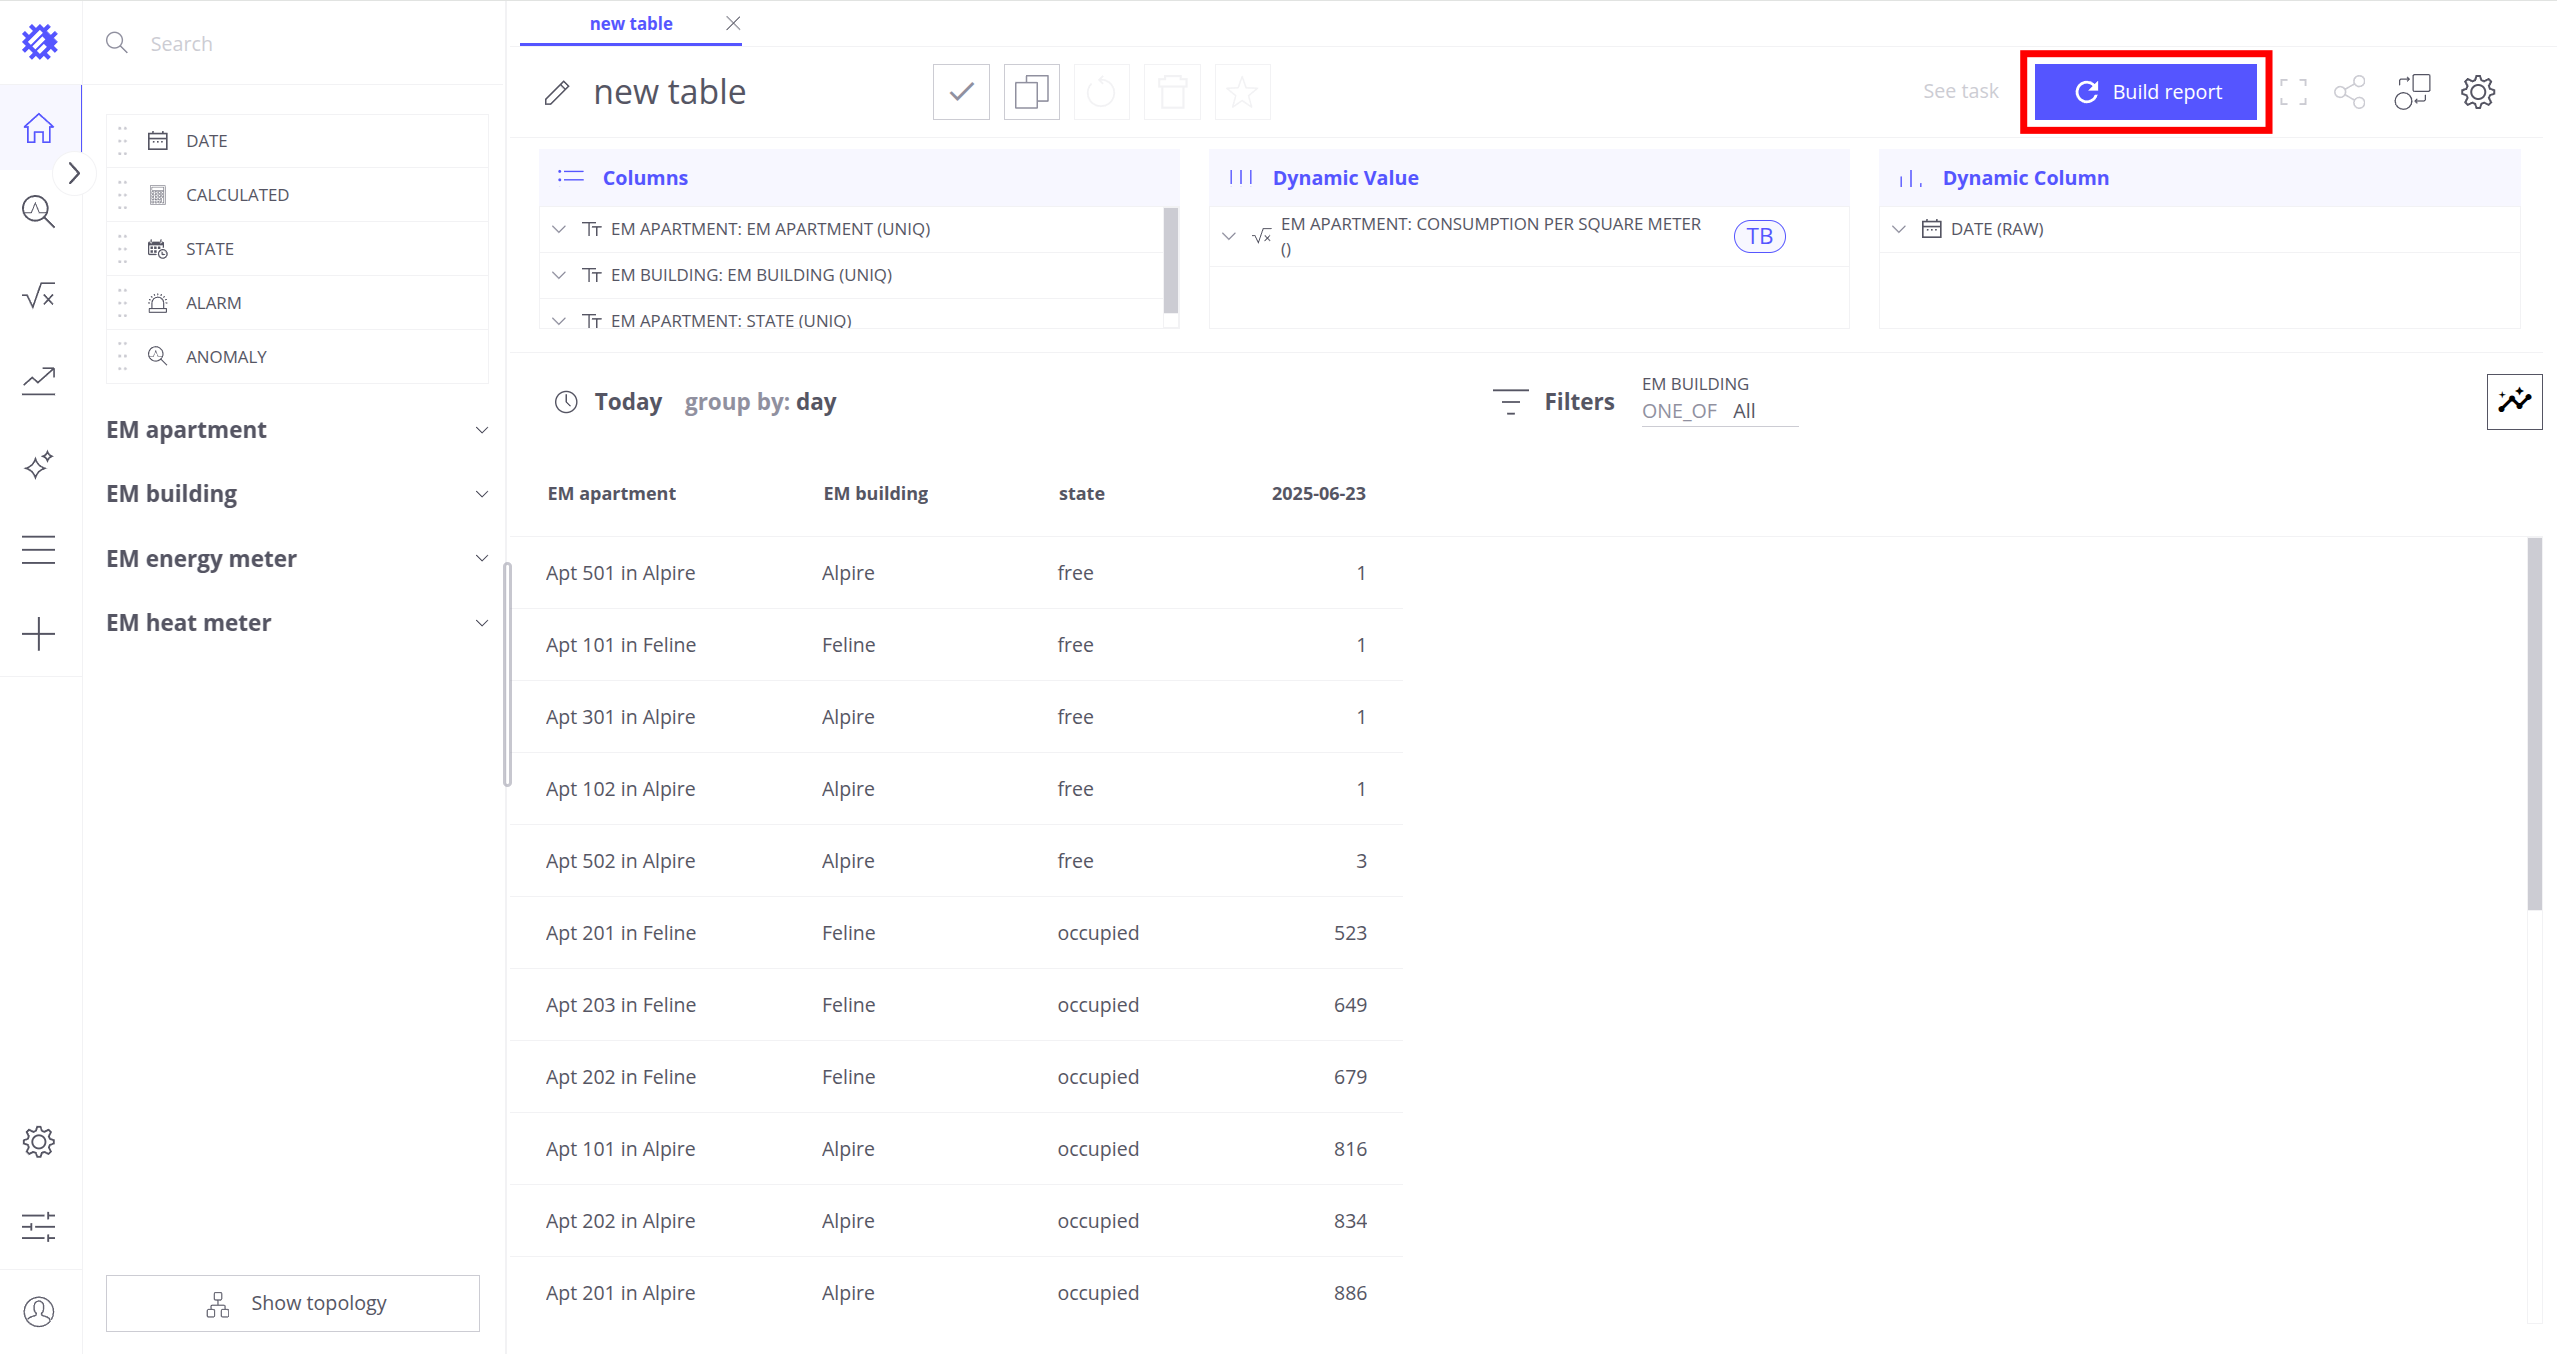 new table
Search
new table
See task
Build report
DATE
CALCULATED
STATE
ALARM
ANOMALY
EM apartment
EM building
EM energy meter
EM heat meter
Show topology
Columns
EM APARTMENT: EM APARTMENT (UNIQ)
EM BUILDING: EM BUILDING (UNIQ)
EM APARTMENT: STATE (UNIQ)
Dynamic Value
EM APARTMENT: CONSUMPTION PER SQUARE METER
()
TB
Dynamic Column
DATE (RAW)
Today group by: day
Filters
EM BUILDING
ONE_OF All
EM apartment EM building state 2025-06-23
Apt 501 in Alpire Alpire free 1
Apt 101 in Feline Feline free 1
Apt 301 in Alpire Alpire free 1
Apt 102 in Alpire Alpire free 1
Apt 502 in Alpire Alpire free 3
Apt 201 in Feline Feline occupied 523
Apt 203 in Feline Feline occupied 649
Apt 202 in Feline Feline occupied 679
Apt 101 in Alpire Alpire occupied 816
Apt 202 in Alpire Alpire occupied 834
Apt 201 in Alpire Alpire occupied 886